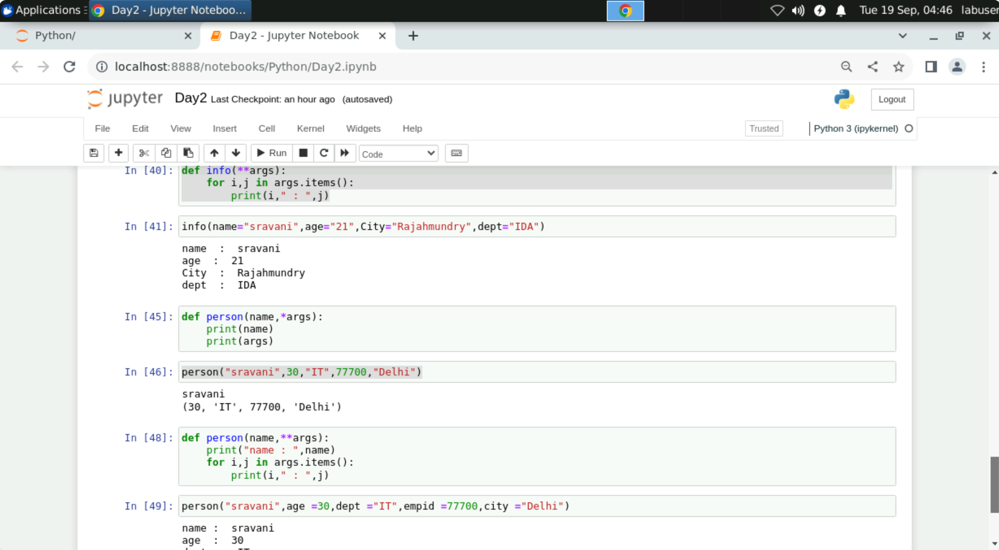 Applications
Day2 - Jupyter Noteboo...
Tue 19 Sep, 04:46
labuser
Python/
Day2 - Jupyter Notebook
localhost:8888/notebooks/Python/Day2.ipynb
jupyter Day2 Last Checkpoint: an hour ago (autosaved)
Logout
File Edit View Insert Cell Kernel Widgets Help
Trusted
Python 3 (ipykernel)
Run
Code
In [40]: def info(**args):
    for i,j in args.items():
        print(i," : ",j)
In [41]: info(name="sravani",age="21",City="Rajahmundry",dept="IDA")
name  :  sravani
age  :  21
City  :  Rajahmundry
dept  :  IDA
In [45]: def person(name,*args):
    print(name)
    print(args)
In [46]: person("sravani",30,"IT",77700,"Delhi")
sravani
(30, 'IT', 77700, 'Delhi')
In [48]: def person(name,**args):
    print("name : ",name)
    for i,j in args.items():
        print(i," : ",j)
In [49]: person("sravani",age =30,dept ="IT",empid =77700,city ="Delhi")
name :  sravani
age  :  30